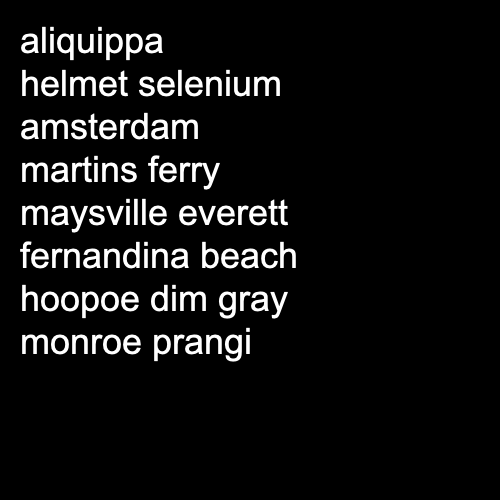 aliquippa
helmet selenium
amsterdam
martins ferry
maysville everett
fernandina beach
hoopoe dim gray
monroe prangi